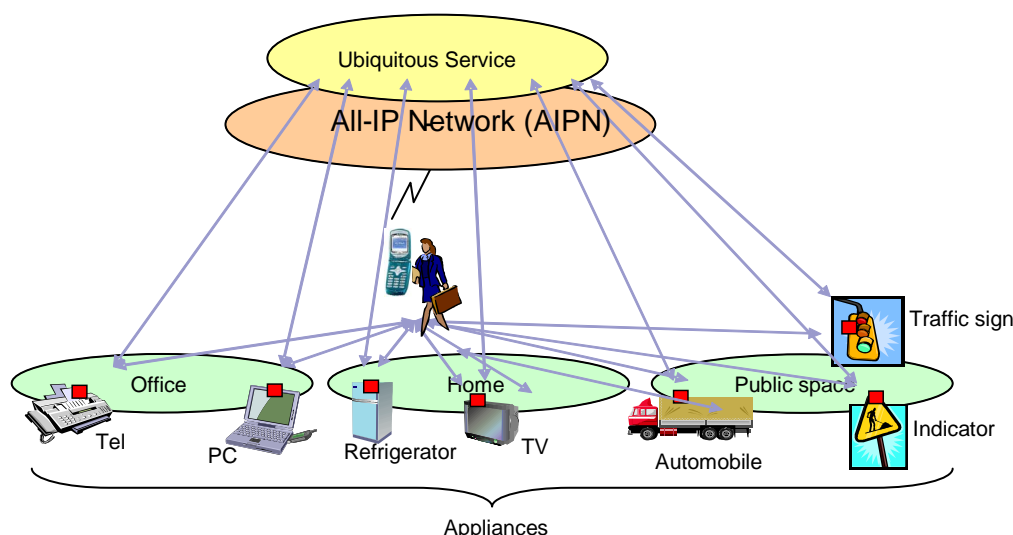 Ubiquitous Service
All-IP Network (AIPN)
Traffic sign
Office
Home
Public space
Tel
PC
Refrigerator
TV
Automobile
Indicator
Appliances